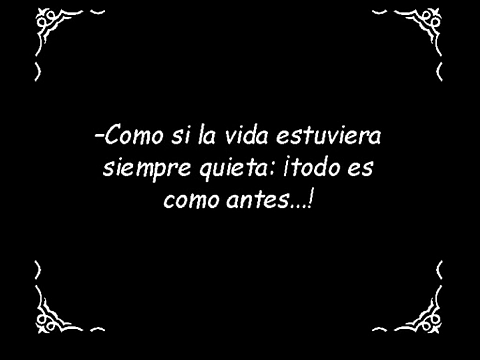 –Como si la vida estuviera
siempre quieta: ¡todo es
como antes...!